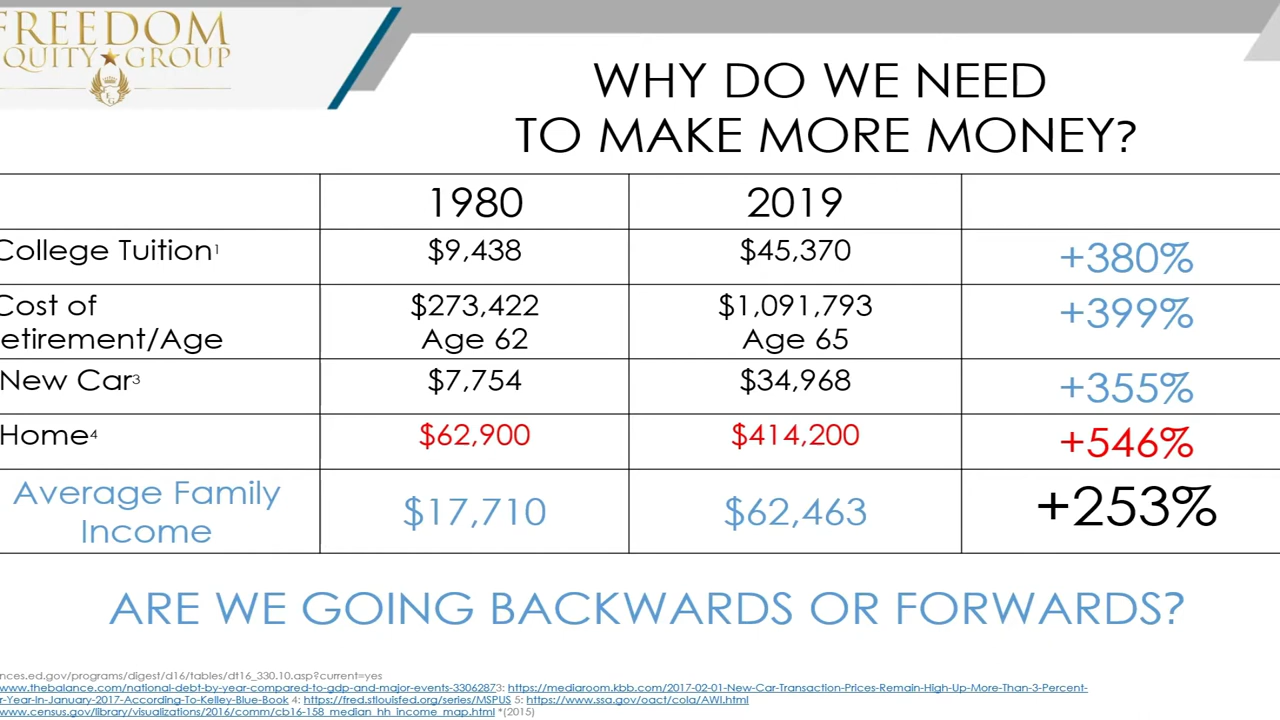 FREEDOM
QUITY★GROUP
WHY DO WE NEED
TO MAKE MORE MONEY?
1980 2019
College Tuition1 $9,438 $45,370 +380%
Cost of $273,422 $1,091,793 +399%
etirement/Age Age 62 Age 65
New Car3 $7,754 $34,968 +355%
Home4 $62,900 $414,200 +546%
Average Family
Income $17,710 $62,463 +253%
ARE WE GOING BACKWARDS OR FORWARDS?
nces.ed.gov/programs/digest/d16/tables/dt16_330.10.asp?current=yes
www.thebalance.com/national-debt-by-year-compared-to-gdp-and-major-events-33062873: https://mediaroom.kbb.com/2017-02-01-New-Car-Transaction-Prices-Remain-High-Up-More-Than-3-Percent-
r-Year-In-January-2017-According-To-Kelley-Blue-Book 4: https://fred.stlouisfed.org/series/MSPUS 5: https://www.ssa.gov/oact/cola/AWI.html
www.census.gov/library/visualizations/2016/comm/cb16-158_median_hh_income_map.html *(2015)